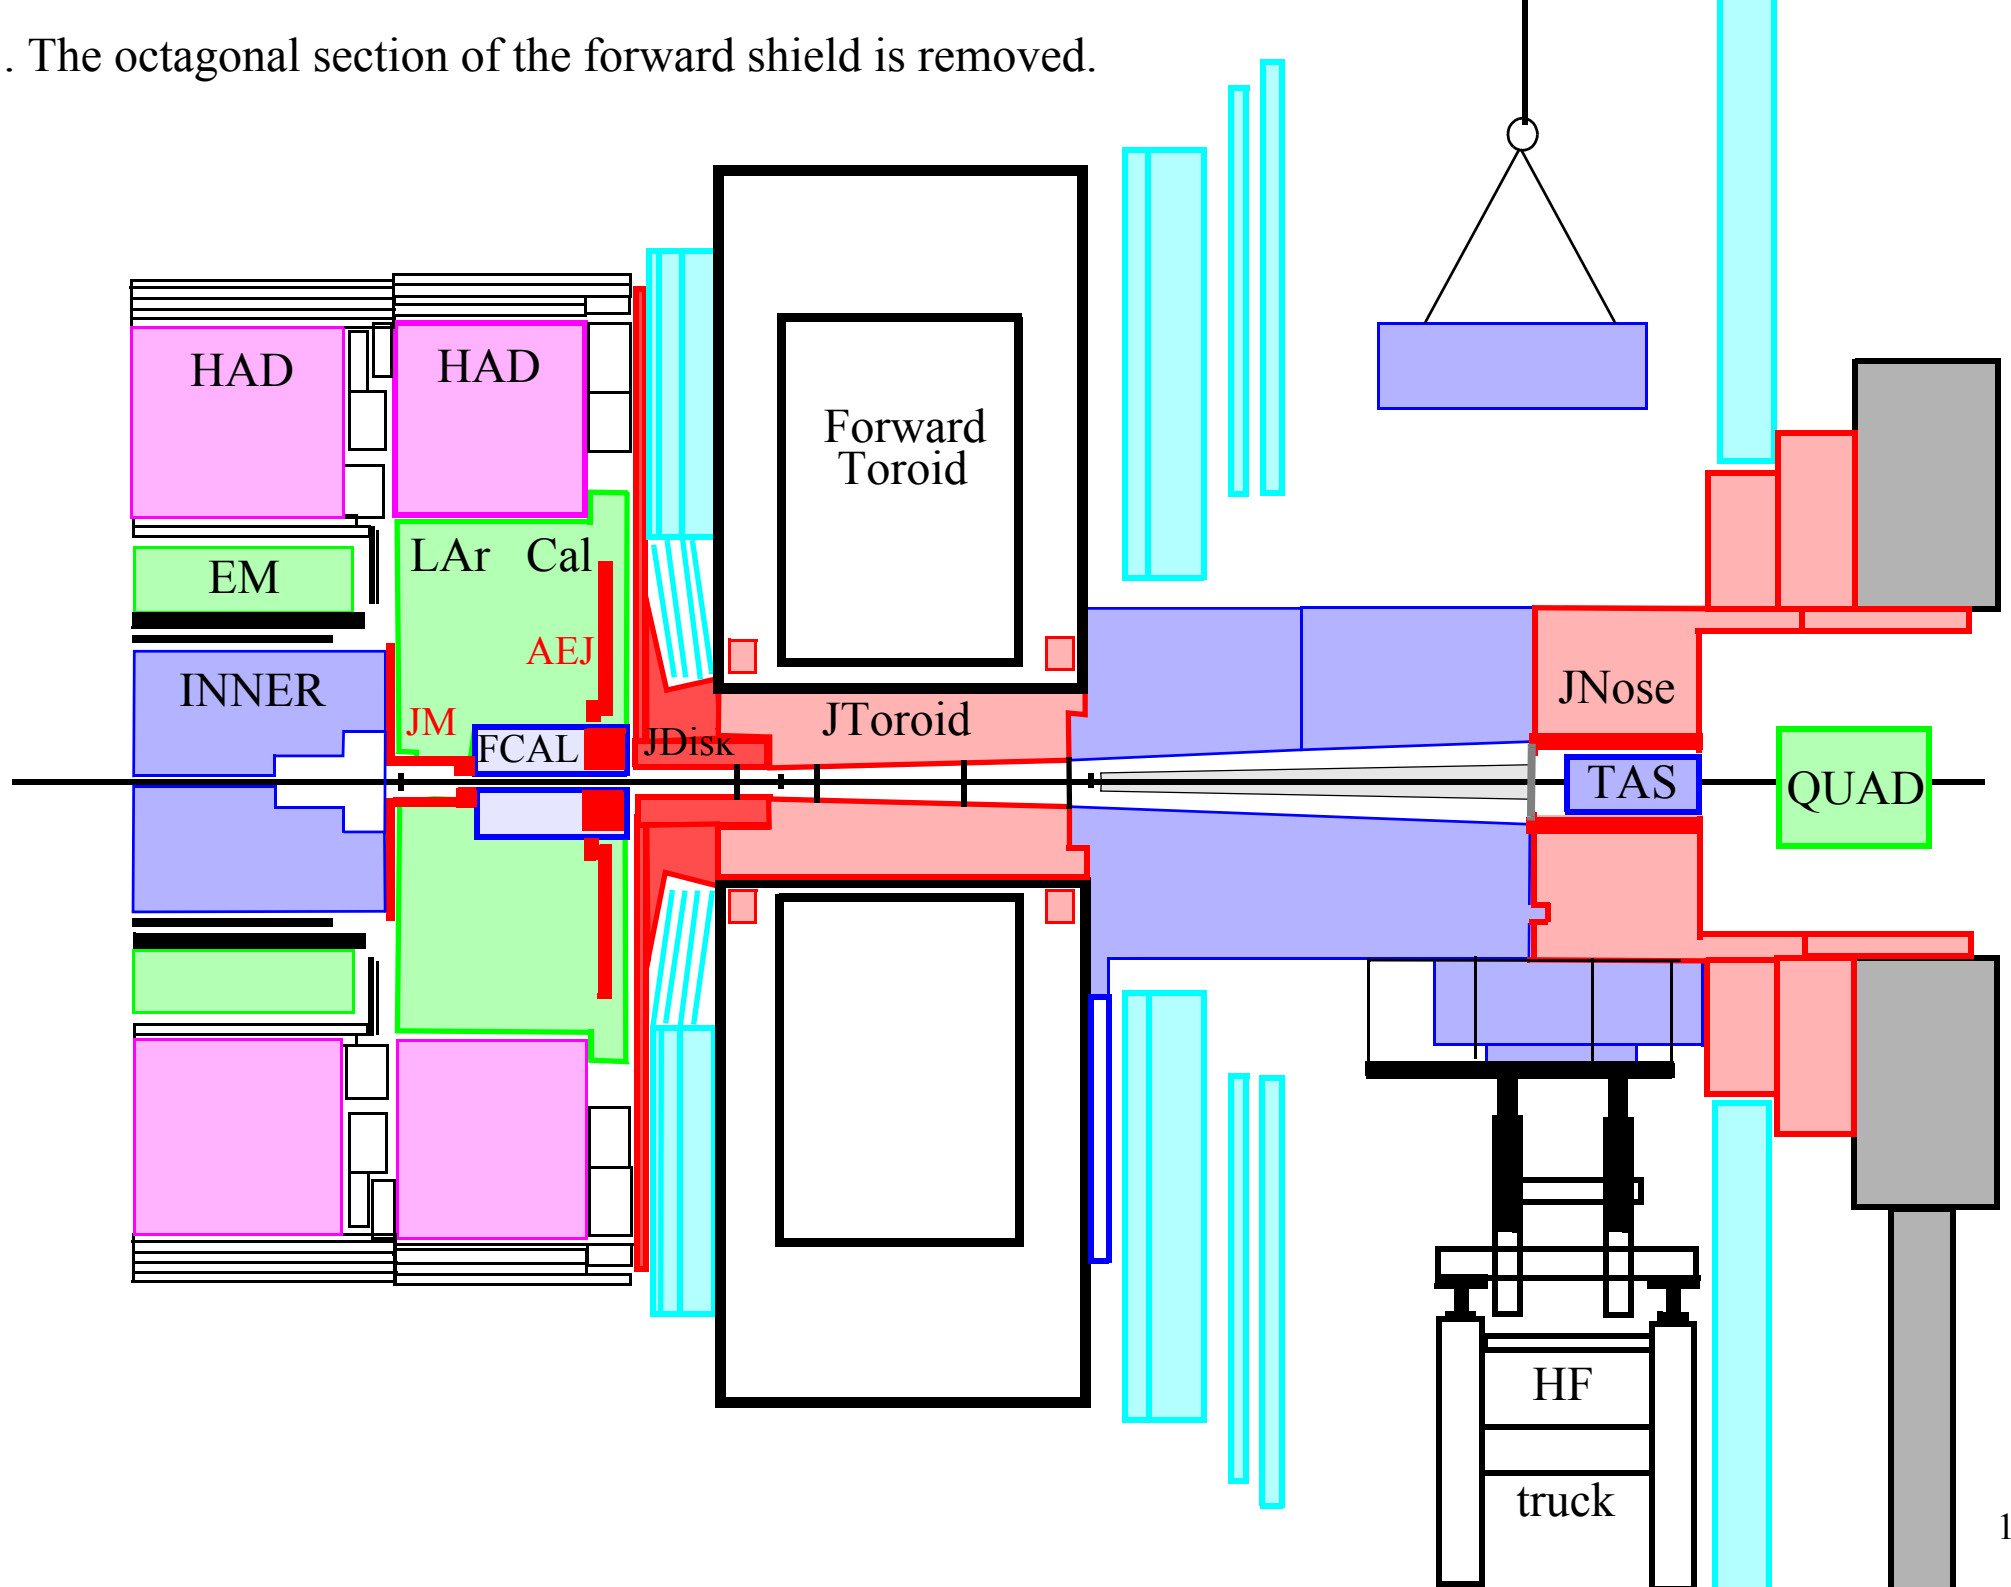 . The octagonal section of the forward shield is removed.
HAD
HAD
Forward
Toroid
LAr Cal
EM
AEJ
INNER
JM
JNose
JToroid
FCAL
JDisk
TAS
QUAD
HF
truck
1